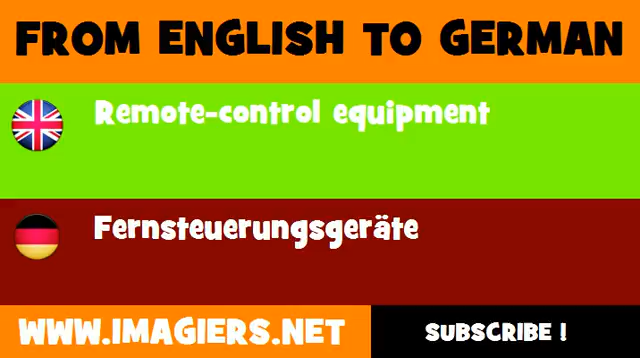 FROM ENGLISH TO GERMAN
Remote-control equipment
Fernsteuerungsgeräte
WWW.IMAGIERS.NET
SUBSCRIBE !